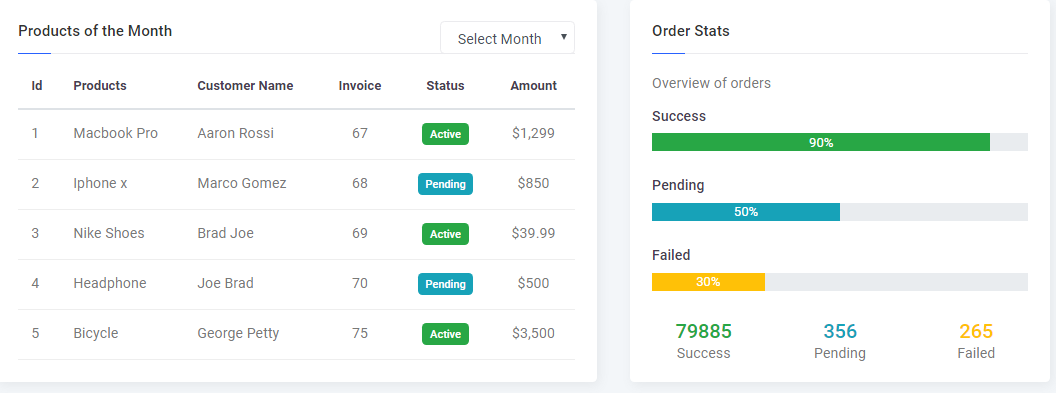 Products of the Month
Select Month
Id Products Customer Name Invoice Status Amount
1 Macbook Pro Aaron Rossi 67 Active $1,299
2 Iphone x Marco Gomez 68 Pending $850
3 Nike Shoes Brad Joe 69 Active $39.99
4 Headphone Joe Brad 70 Pending $500
5 Bicycle George Petty 75 Active $3,500
Order Stats
Overview of orders
Success
90%
Pending
50%
Failed
30%
79885 356 265
Success Pending Failed